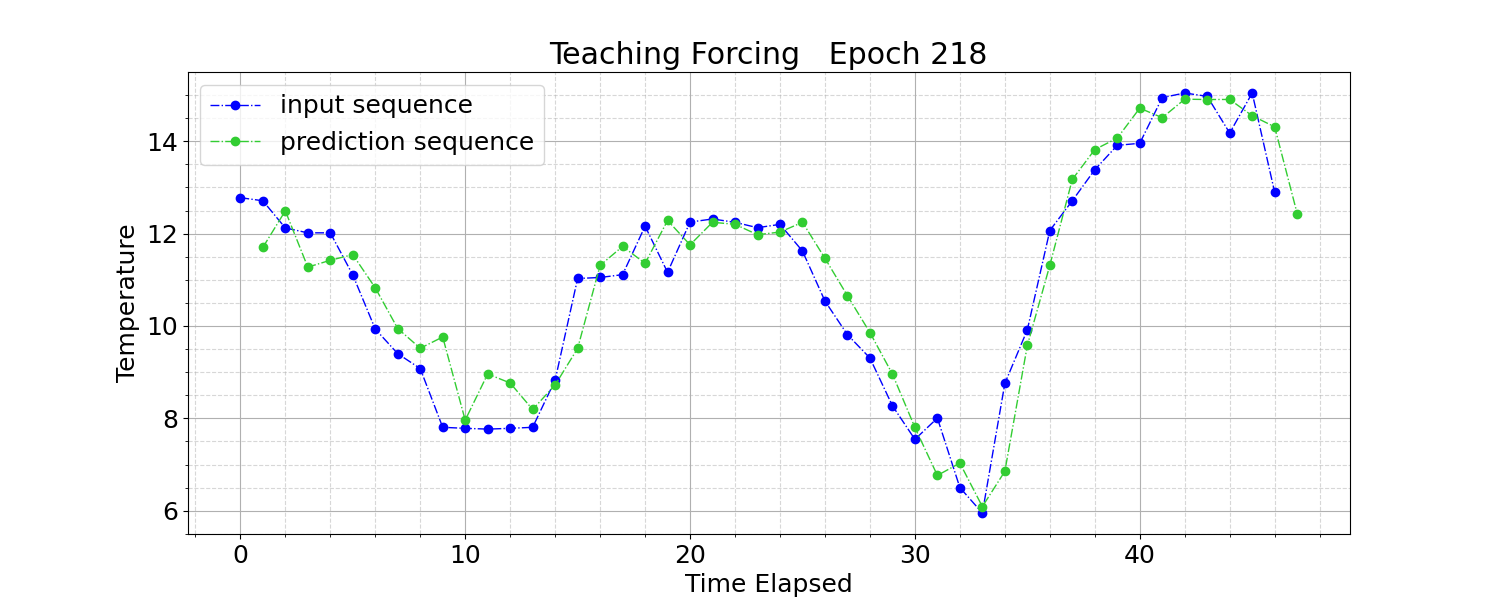 Teaching Forcing   Epoch 218
input sequence
prediction sequence
Temperature
14
12
10
8
6
0 10 20 30 40
Time Elapsed